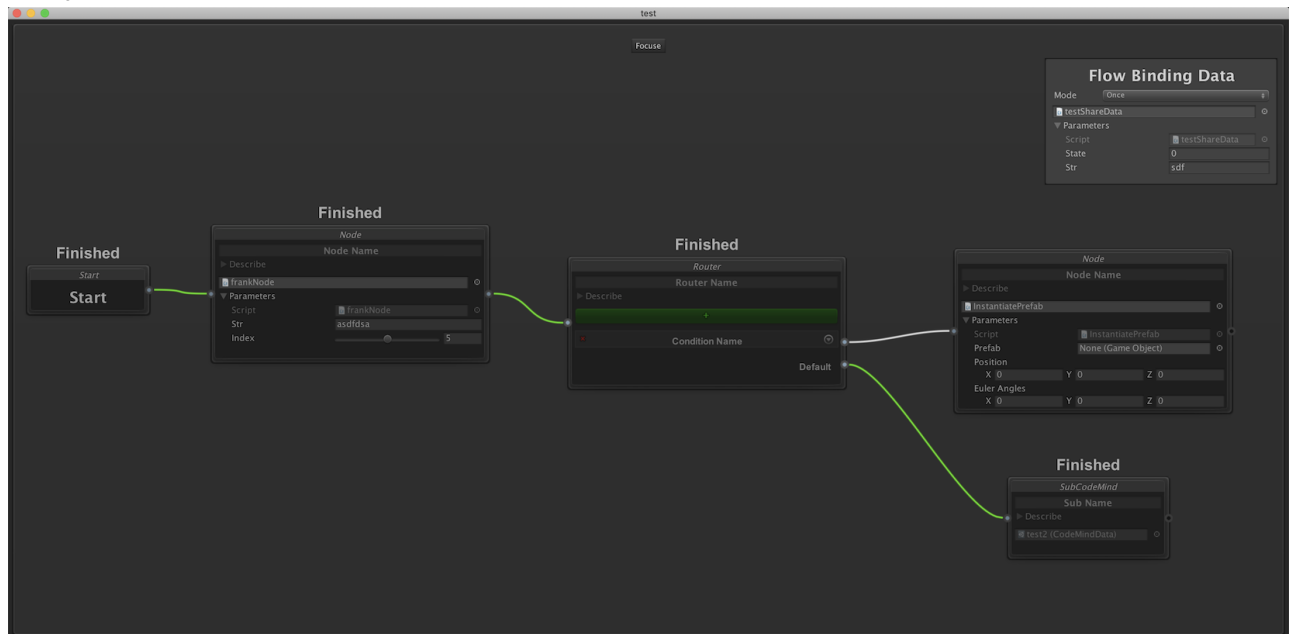 test
Focuse
Flow Binding Data
Mode Once
testShareData
Parameters
Script testShareData
State 0
Str sdf
Finished
Start
Start
Finished
Node
Node Name
Describe
frankNode
Parameters
Script frankNode
Str asdfdsa
Index 5
Finished
Router
Router Name
Describe
+
Condition Name
Default
Node
Node Name
Describe
InstantiatePrefab
Parameters
Script InstantiatePrefab
Prefab None (Game Object)
Position
X 0 Y 0 Z 0
Euler Angles
X 0 Y 0 Z 0
Finished
SubCodeMind
Sub Name
Describe
test2 (CodeMindData)